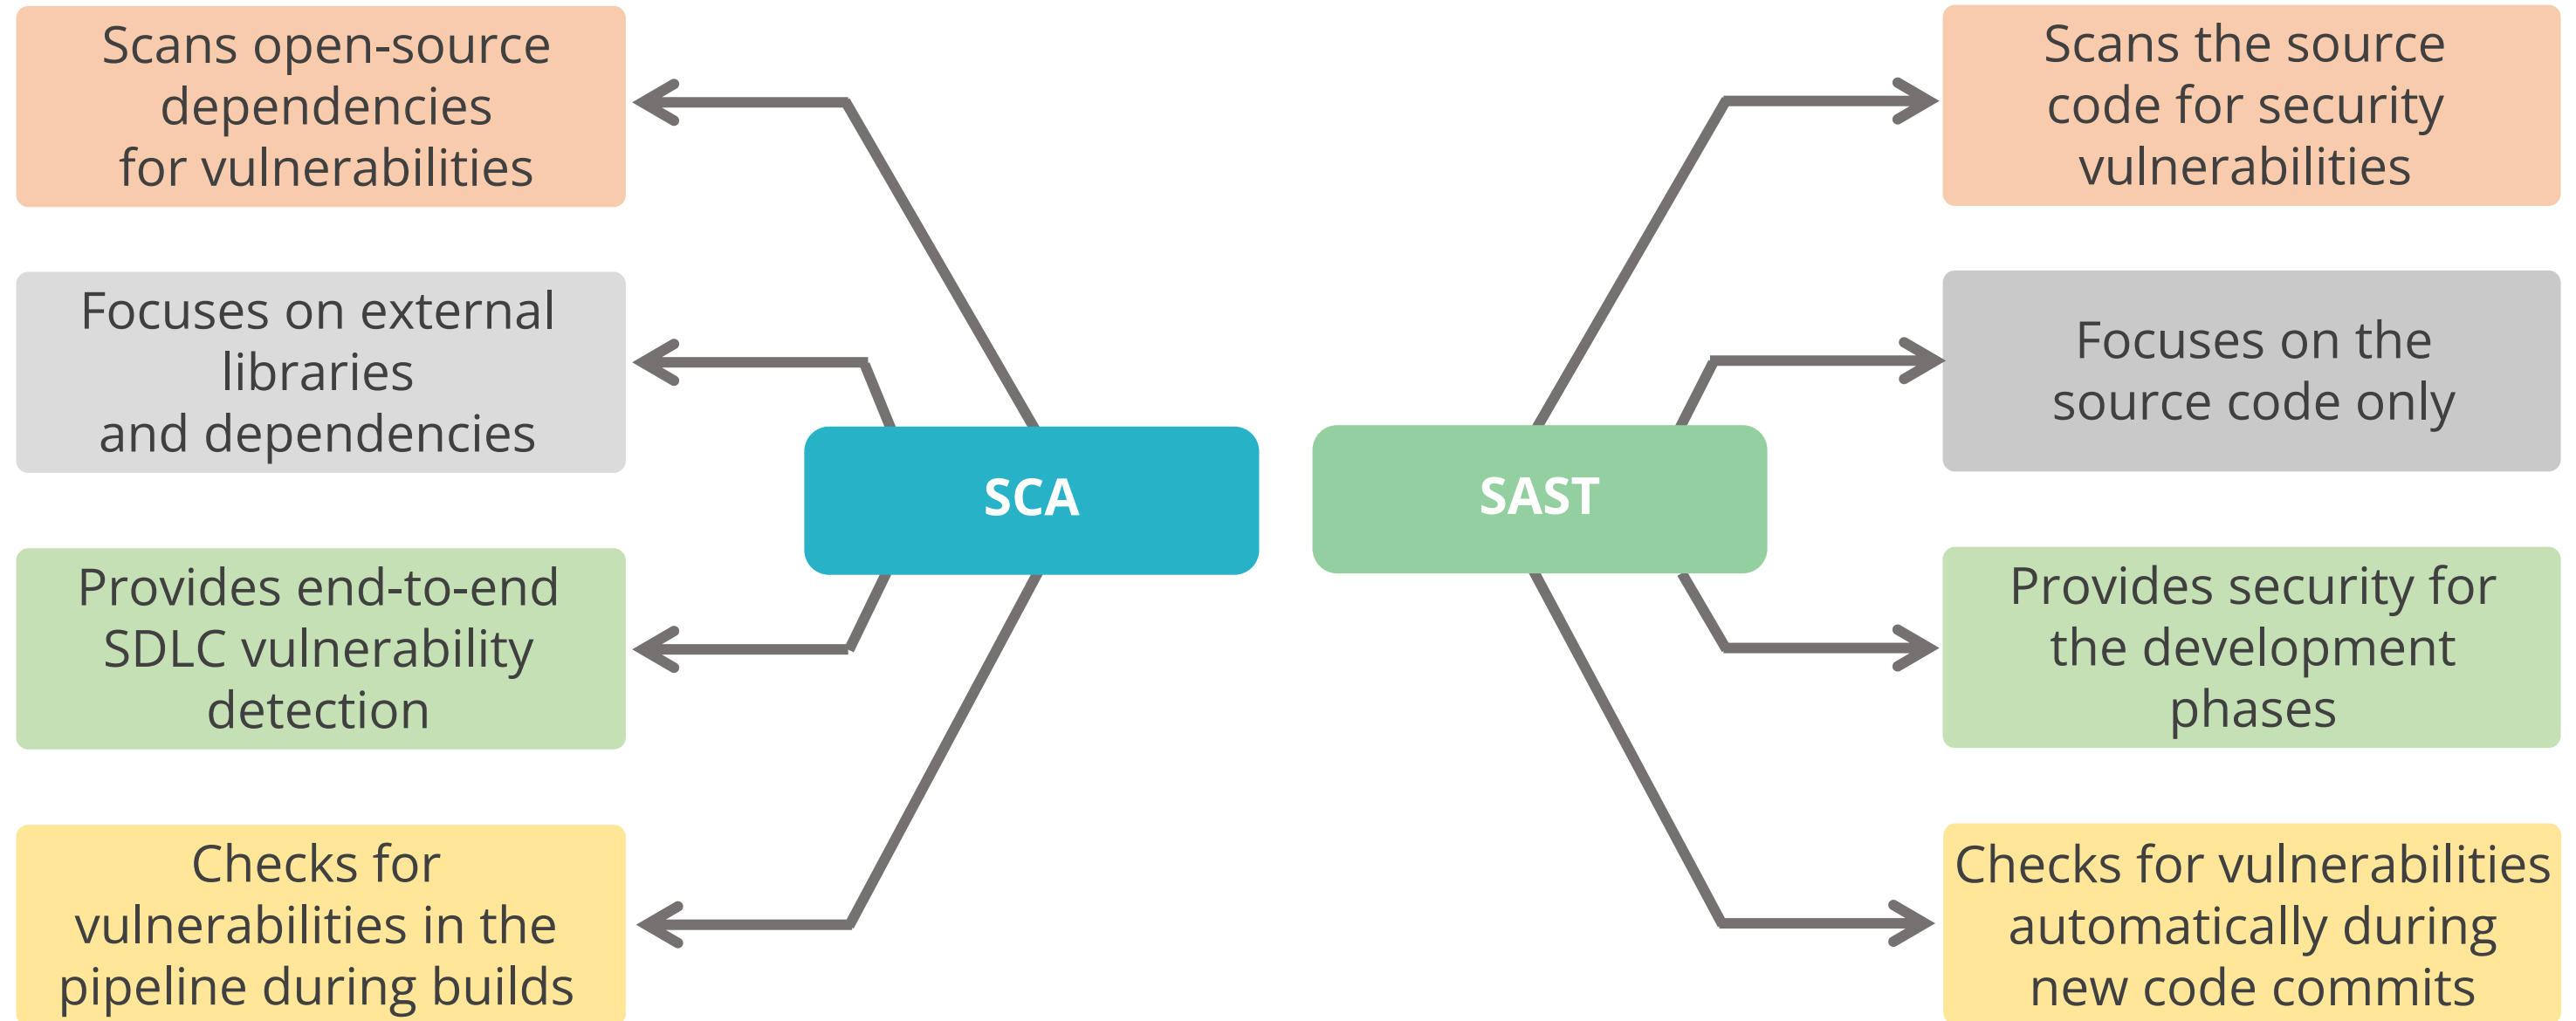 Scans open-source
dependencies
for vulnerabilities
Focuses on external
libraries
and dependencies
Provides end-to-end
SDLC vulnerability
detection
Checks for
vulnerabilities in the
pipeline during builds
SCA
SAST
Scans the source
code for security
vulnerabilities
Focuses on the
source code only
Provides security for
the development
phases
Checks for vulnerabilities
automatically during
new code commits